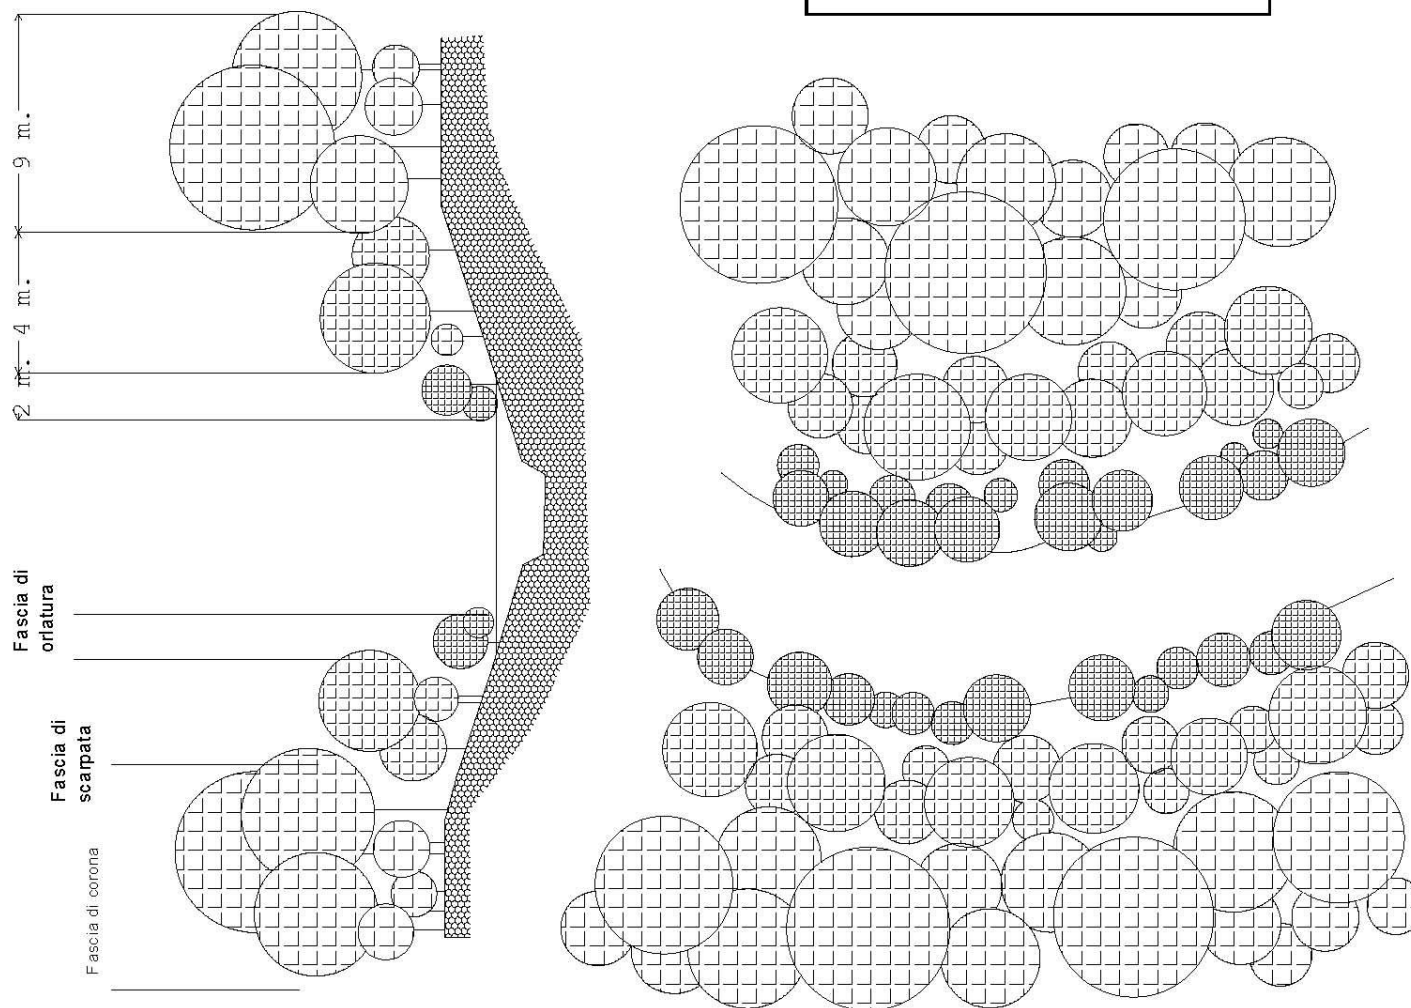 9 m.
4 m.
2 m.
Fascia di
orlatura
Fascia di
scarpata
Fascia di corona